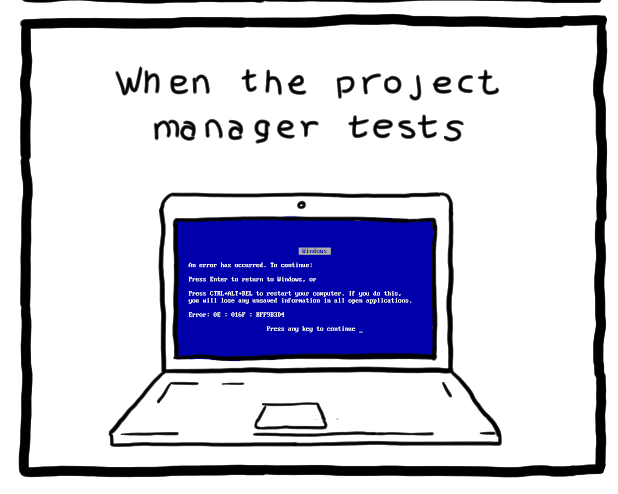 When the project
manager tests
Windows
An error has occurred. To continue:
Press Enter to return to Windows, or
Press CTRL+ALT+DEL to restart your computer. If you do this,
you will lose any unsaved information in all open applications.
Error: 0E : 016F : BFF9B3D4
Press any key to continue _